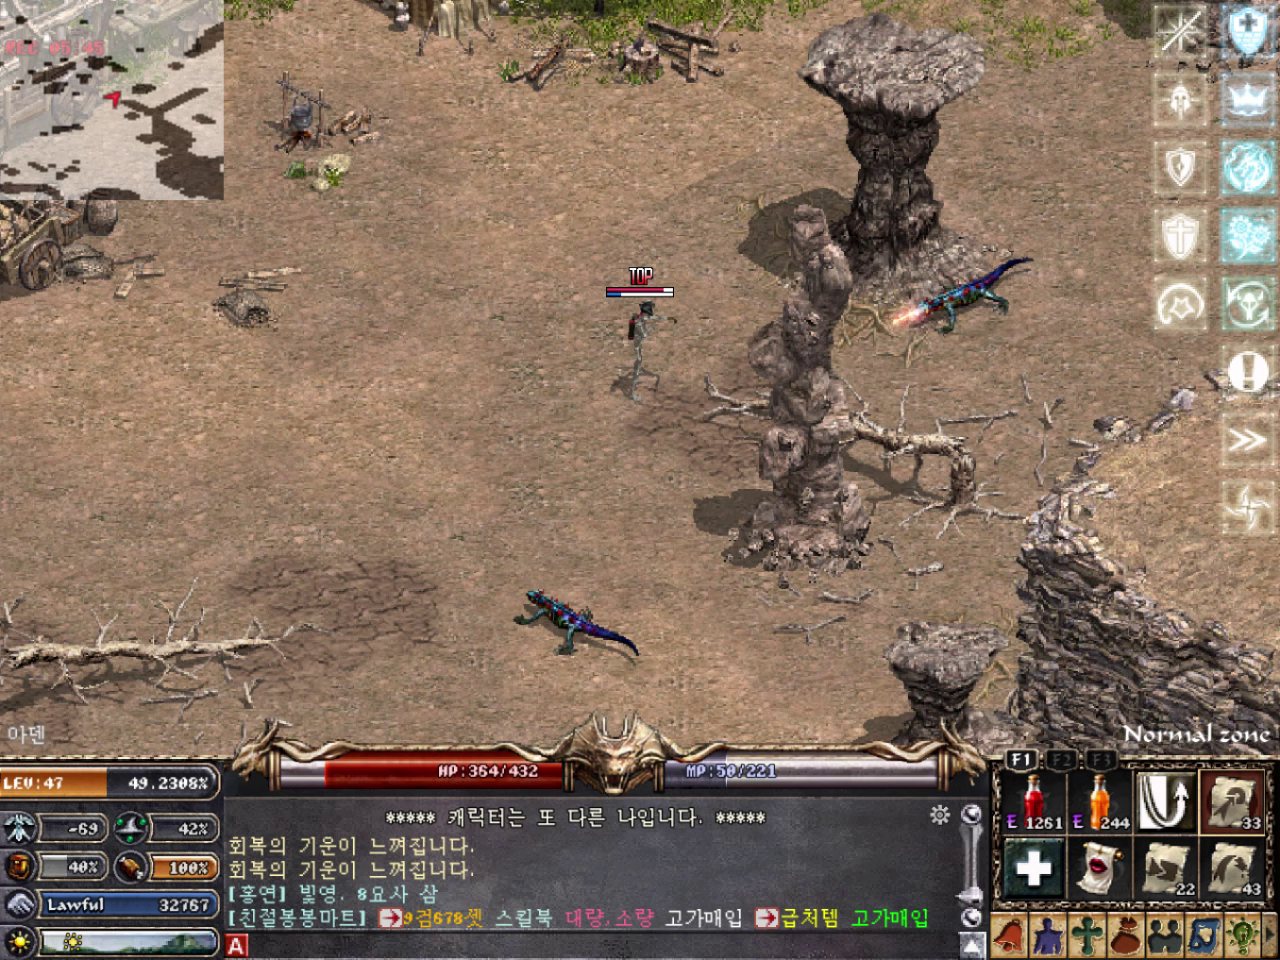 REC 05:45
TOP
아덴
Normal zone
LEV:47 49.2308%
HP:364/432
MP:50/221
F1 F2 F3
-69 42%
40% 100%
Lawful 32767
E 1261 E 244 33
22 43
***** 캐릭터는 또 다른 나입니다. *****
회복의 기운이 느껴집니다.
회복의 기운이 느껴집니다.
[홍연] 빛영. 8요사 삼
[친절봉봉마트] 9검678셋 스킬북 대량,소량 고가매입 급처템 고가매입
A